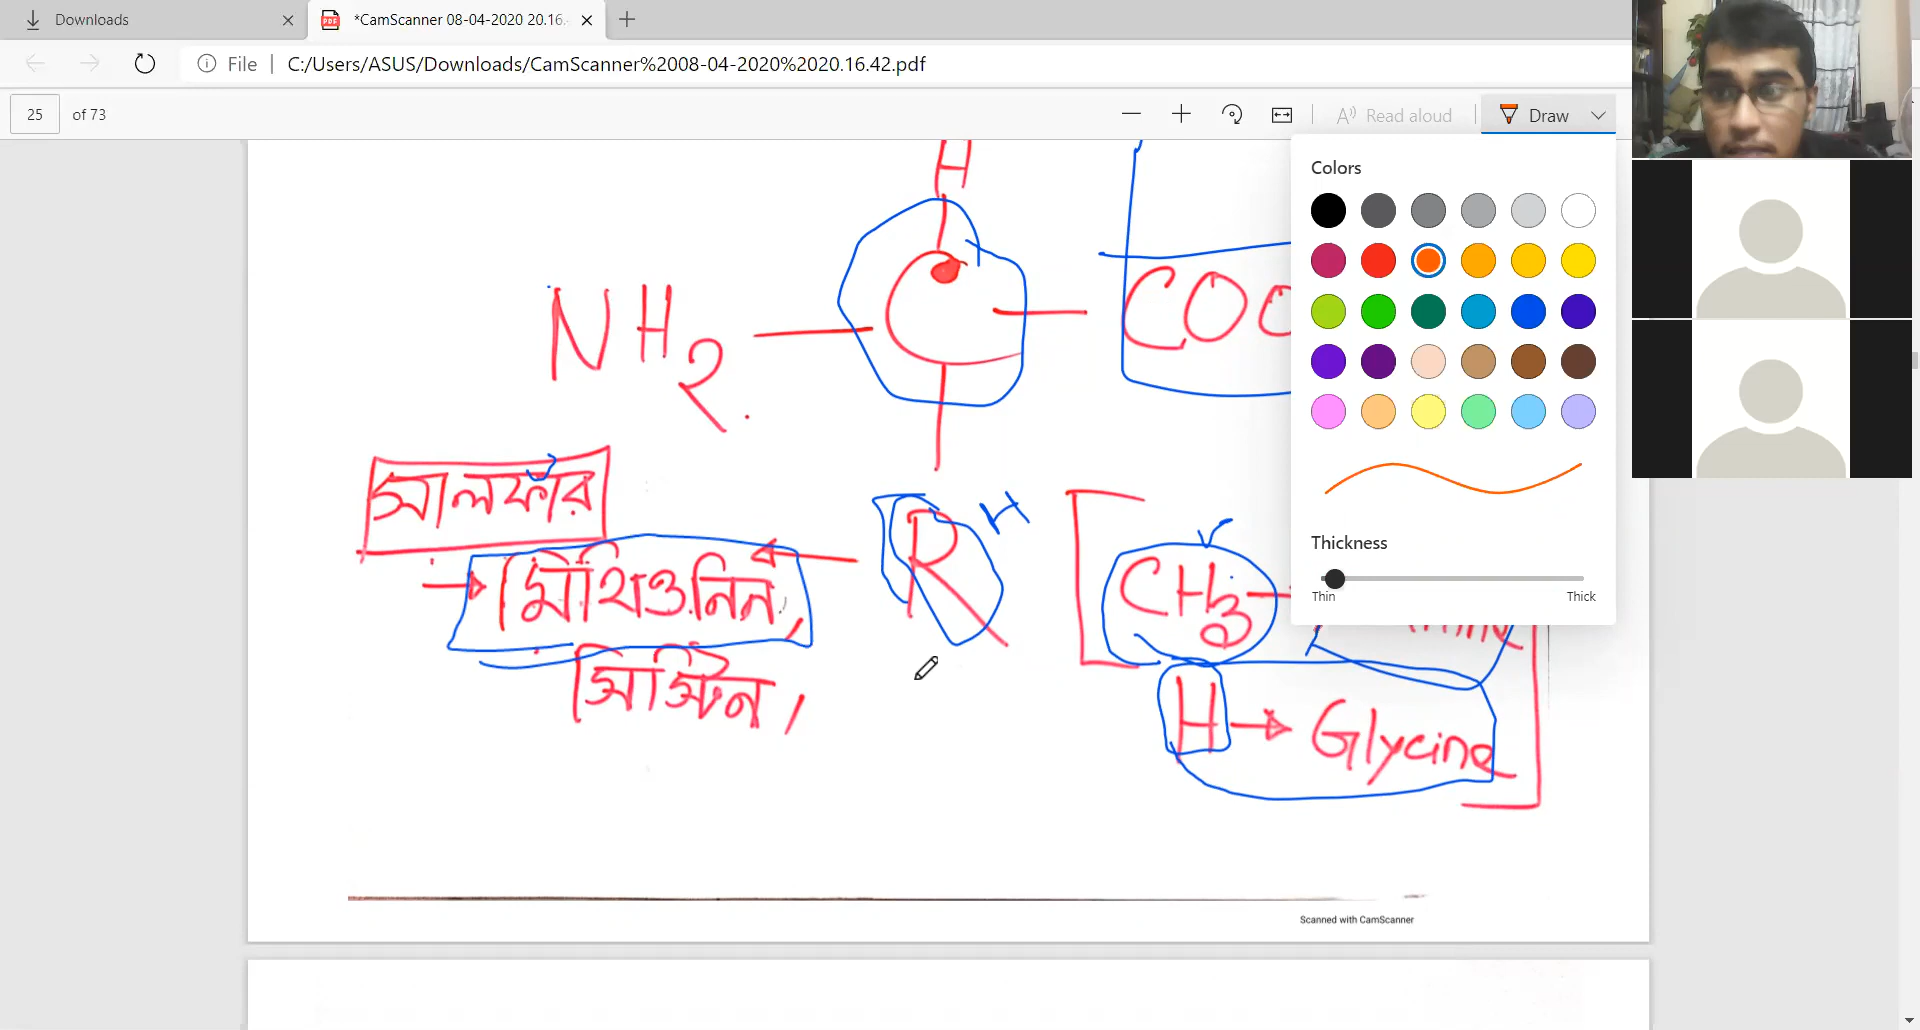 Downloads
*CamScanner 08-04-2020 20.16.
File
C:/Users/ASUS/Downloads/CamScanner%2008-04-2020%2020.16.42.pdf
25 of 73
Read aloud
Draw
Colors
Thickness
Thin Thick
H
NH2 C COO
সালফার
মিথিওনিন,
সিস্টিন,
R H
CH3
H → Glycine
Scanned with CamScanner